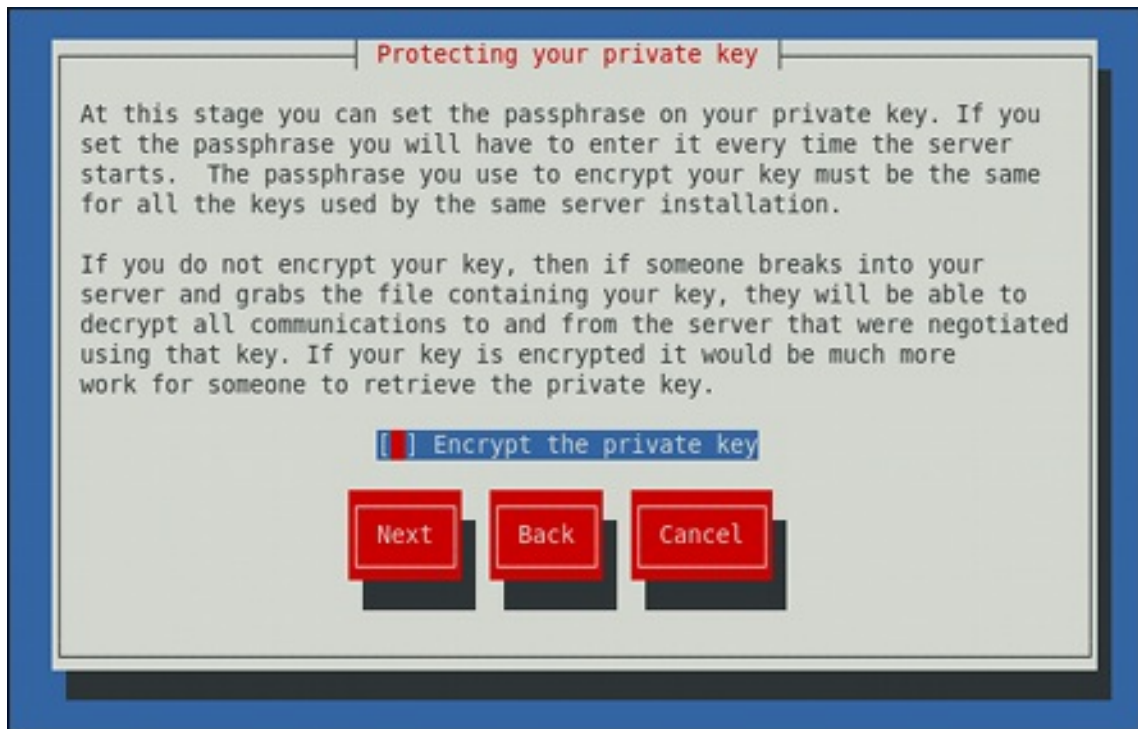 Protecting your private key
At this stage you can set the passphrase on your private key. If you
set the passphrase you will have to enter it every time the server
starts.  The passphrase you use to encrypt your key must be the same
for all the keys used by the same server installation.
If you do not encrypt your key, then if someone breaks into your
server and grabs the file containing your key, they will be able to
decrypt all communications to and from the server that were negotiated
using that key. If your key is encrypted it would be much more
work for someone to retrieve the private key.
[ ] Encrypt the private key
Next Back Cancel